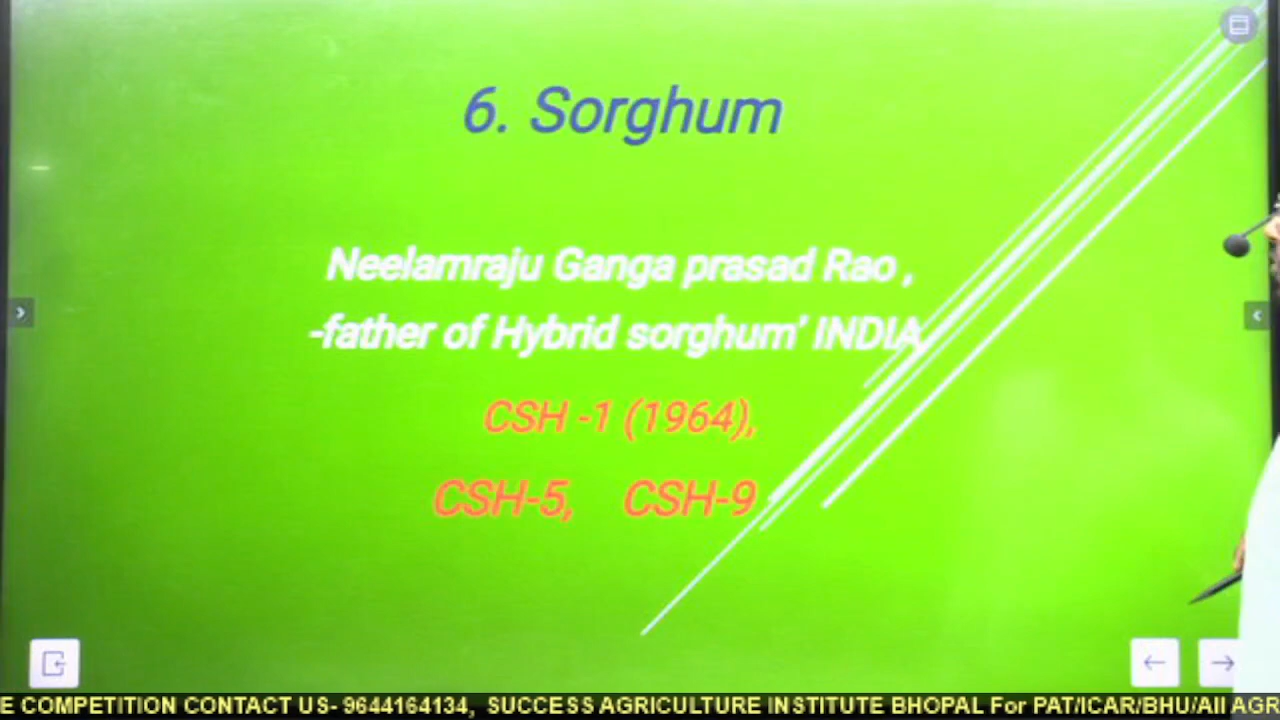 6. Sorghum
Neelamraju Ganga prasad Rao ,
-father of Hybrid sorghum’ INDIA,
CSH -1 (1964),
CSH-5, CSH-9
E COMPETITION CONTACT US- 9644164134, SUCCESS AGRICULTURE INSTITUTE BHOPAL For PAT/ICAR/BHU/All AGR